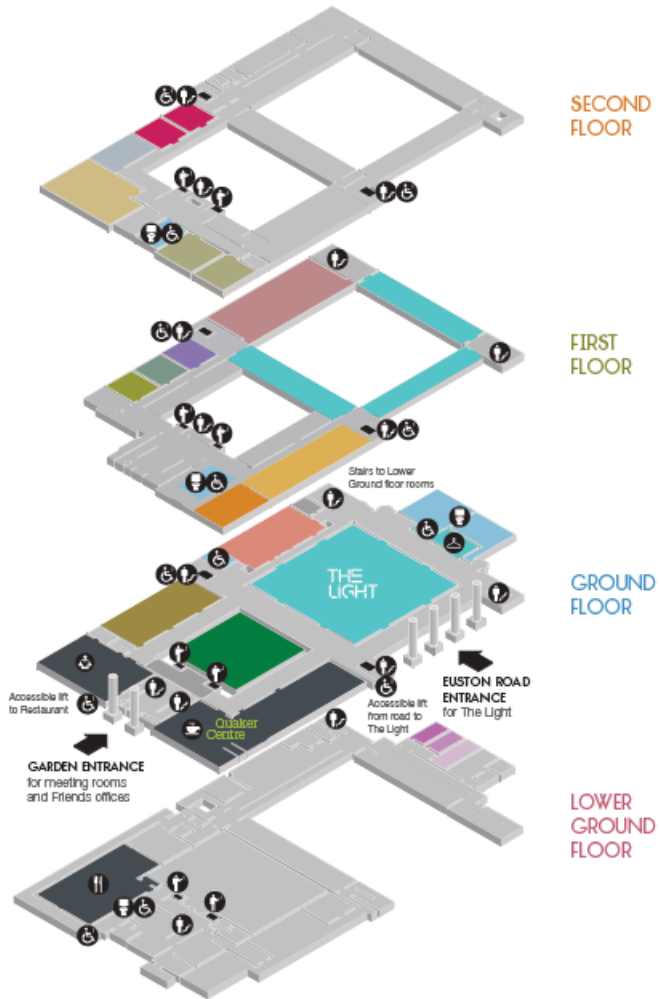 SECOND
FLOOR
FIRST
FLOOR
Stairs to Lower
Ground floor rooms
THE
LIGHT
GROUND
FLOOR
EUSTON ROAD
ENTRANCE
for The Light
Accessible lift
from road to
The Light
Accessible lift
to Restaurant
Quaker
Centre
GARDEN ENTRANCE
for meeting rooms
and Friends offices
LOWER
GROUND
FLOOR